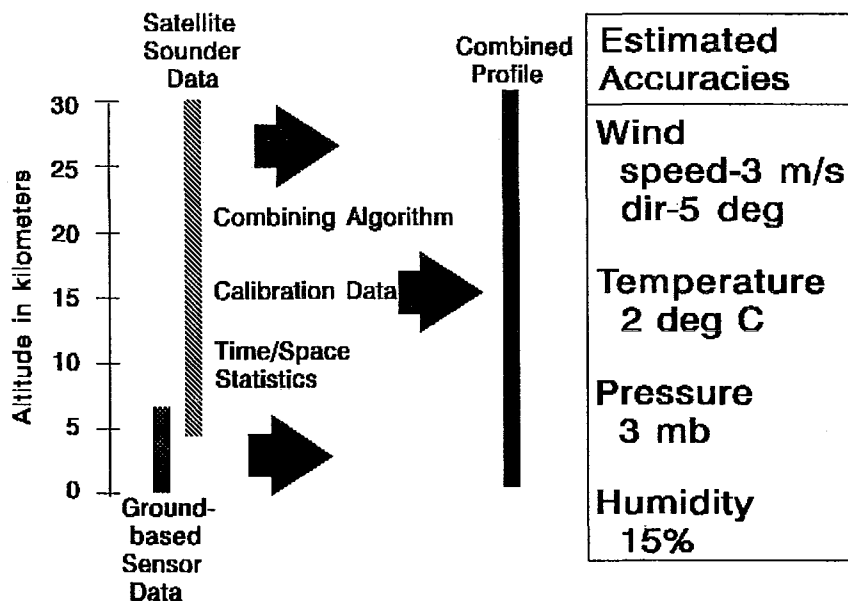 Satellite
Sounder
Data
Combined
Profile
Estimated
Accuracies
Altitude in kilometers
30
25
20
15
10
5
0
Combining Algorithm
Calibration Data
Time/Space
Statistics
Ground-
based
Sensor
Data
Wind
speed-3 m/s
dir-5 deg
Temperature
2 deg C
Pressure
3 mb
Humidity
15%